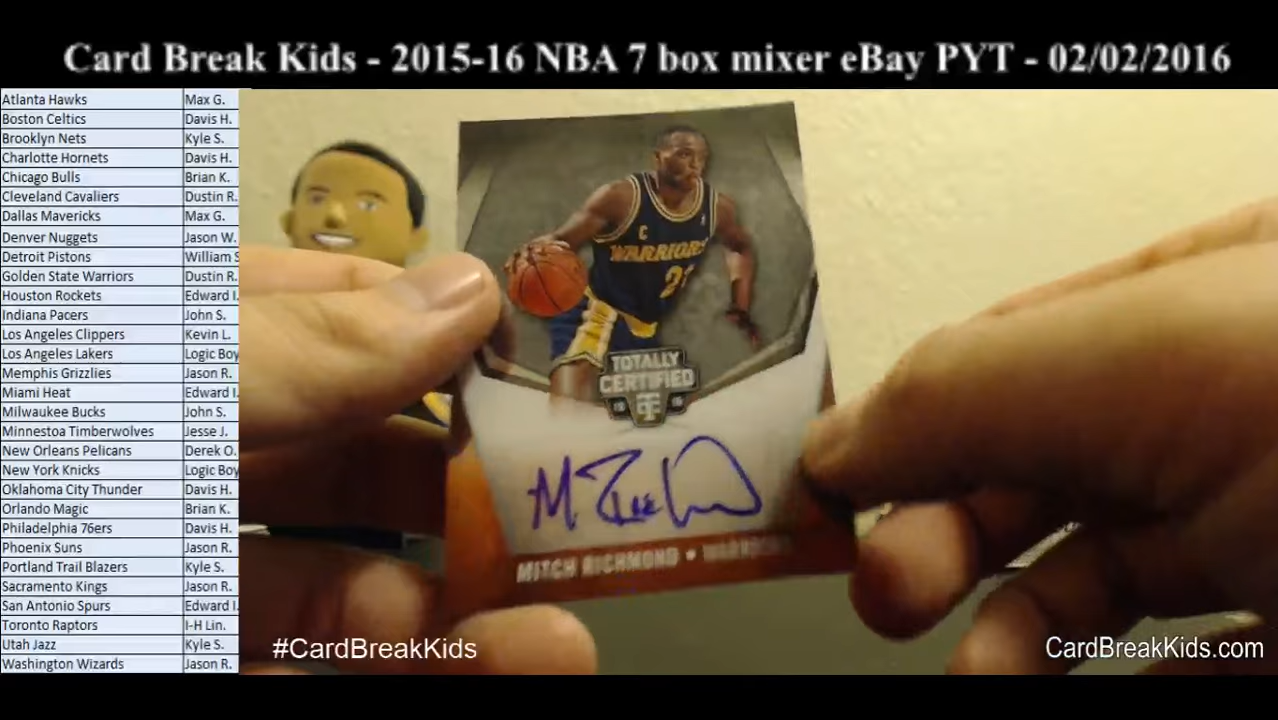 Card Break Kids - 2015-16 NBA 7 box mixer eBay PYT - 02/02/2016
Atlanta Hawks Max G.
Boston Celtics Davis H.
Brooklyn Nets Kyle S.
Charlotte Hornets Davis H.
Chicago Bulls Brian K.
Cleveland Cavaliers Dustin R.
Dallas Mavericks Max G.
Denver Nuggets Jason W.
Detroit Pistons William S
Golden State Warriors Dustin R.
Houston Rockets Edward I.
Indiana Pacers John S.
Los Angeles Clippers Kevin L.
Los Angeles Lakers Logic Boy
Memphis Grizzlies Jason R.
Miami Heat Edward I.
Milwaukee Bucks John S.
Minnestoa Timberwolves Jesse J.
New Orleans Pelicans Derek O.
New York Knicks Logic Boy
Oklahoma City Thunder Davis H.
Orlando Magic Brian K.
Philadelphia 76ers Davis H.
Phoenix Suns Jason R.
Portland Trail Blazers Kyle S.
Sacramento Kings Jason R.
San Antonio Spurs Edward I.
Toronto Raptors I-H Lin.
Utah Jazz Kyle S.
Washington Wizards Jason R.
C
WARRIORS
TOTALLY
CERTIFIED
MITCH RICHMOND • WARRIORS
#CardBreakKids
CardBreakKids.com